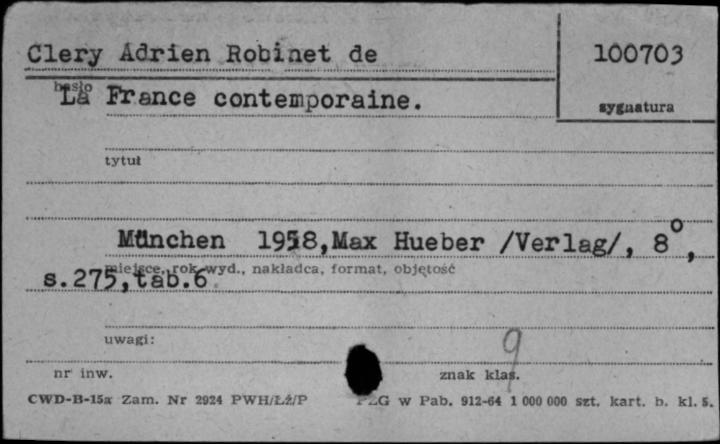 Clery Adrien Robinet de
100703
hasło
La France contemporaine.
sygnatura
tytuł
München 1958, Max Hueber /Verlag/, 8°,
miejsce, rok wyd., nakładca, format, objętość
s.275, tab.6
uwagi:
9
nr inw.
znak klas.
CWD-B-15a Zam. Nr 2924 PWH/Łź/P
PZG w Pab. 912-64 1 000 000 szt. kart. b. kl. 5.